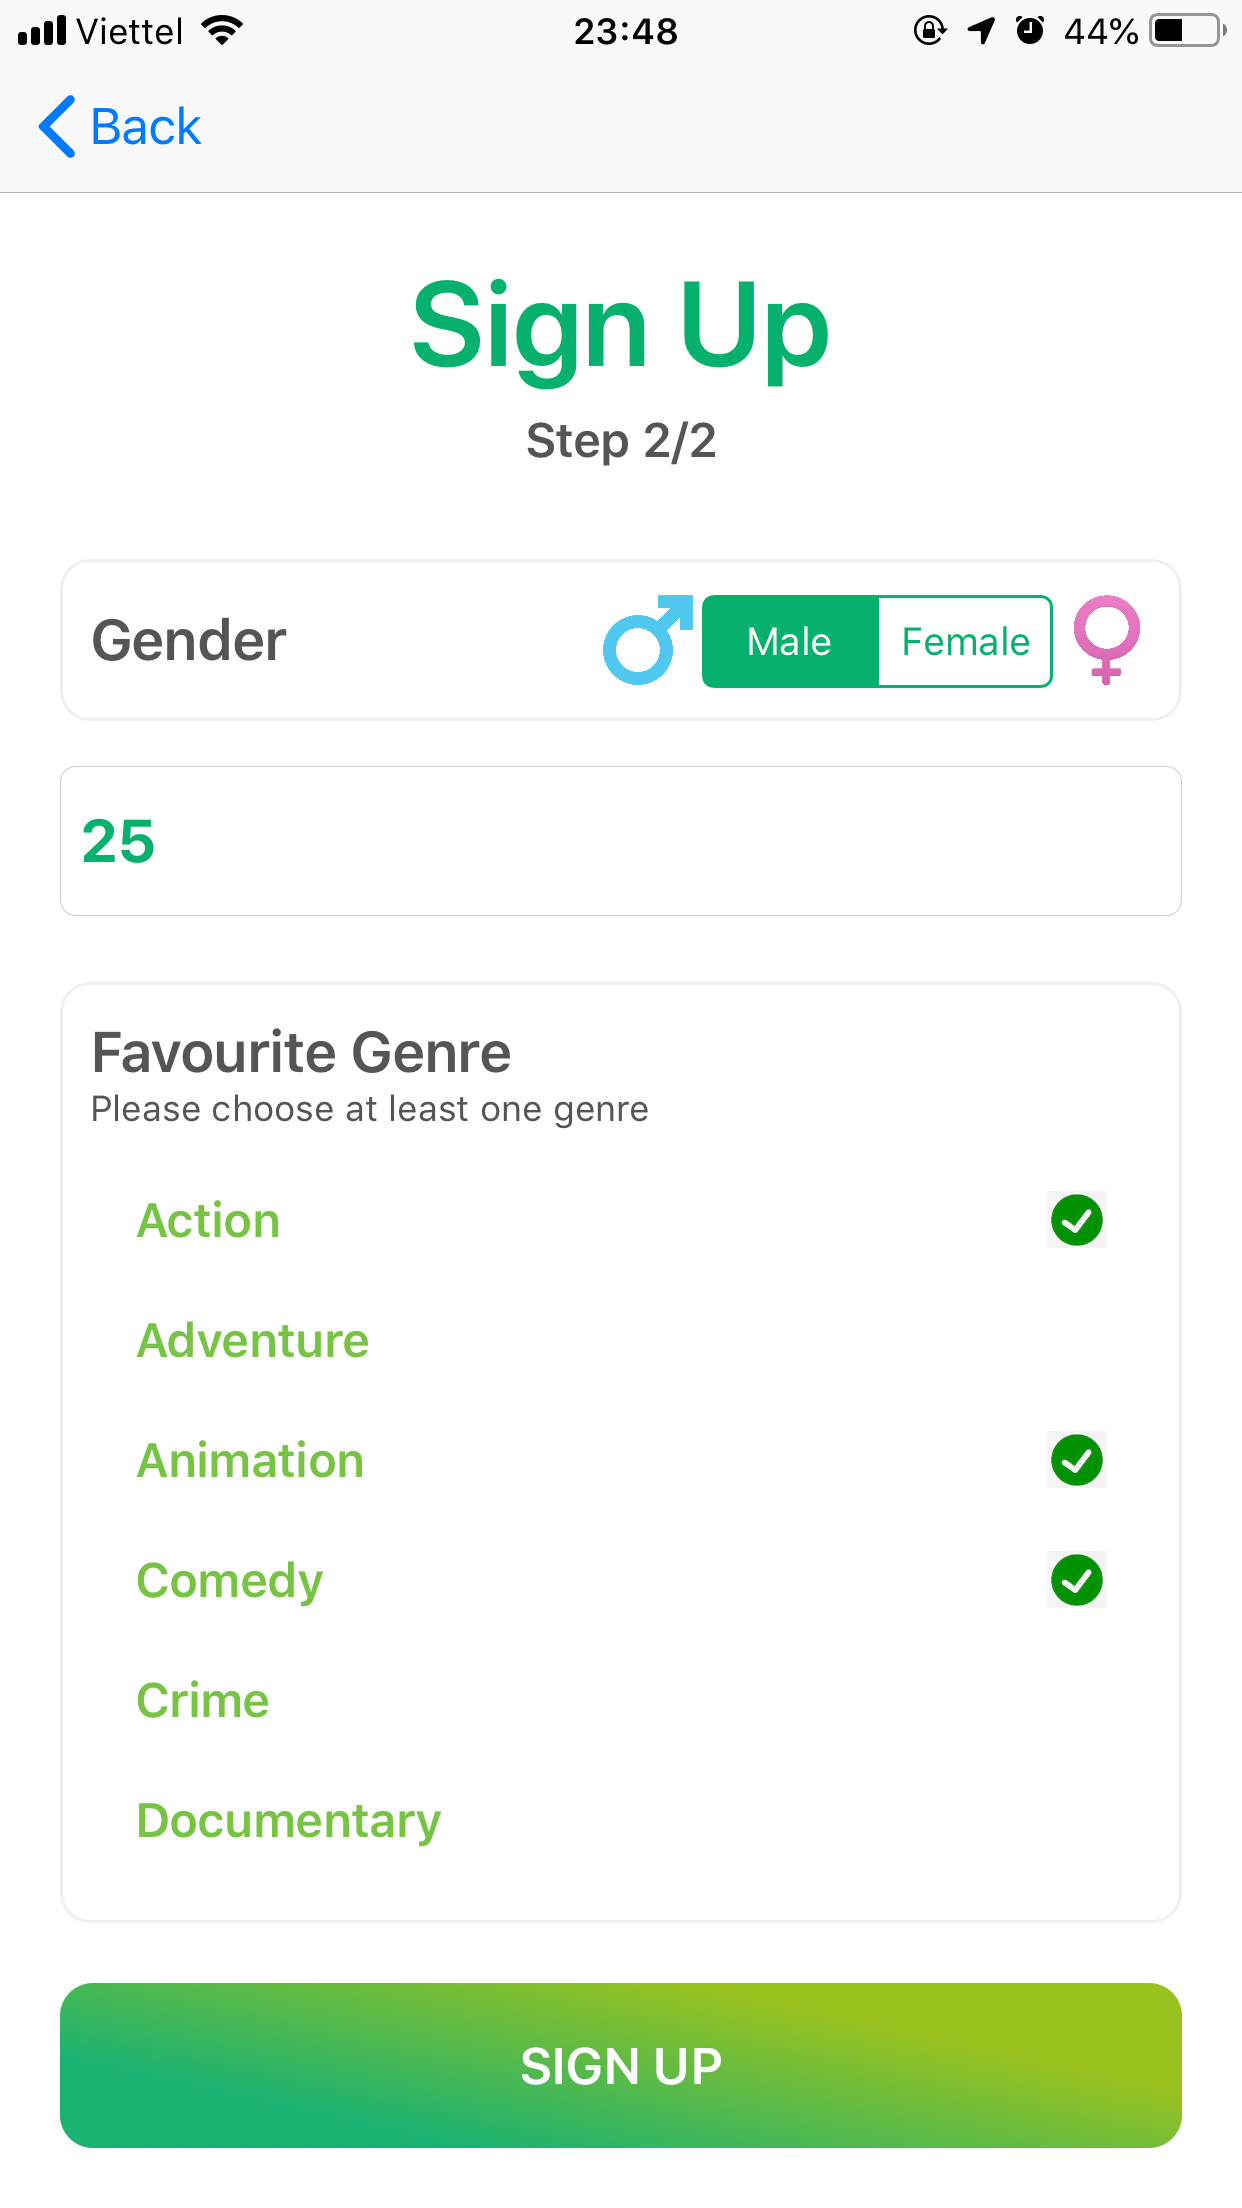 Viettel 23:48 44%
Back
Sign Up
Step 2/2
Gender Male Female
25
Favourite Genre
Please choose at least one genre
Action
Adventure
Animation
Comedy
Crime
Documentary
SIGN UP